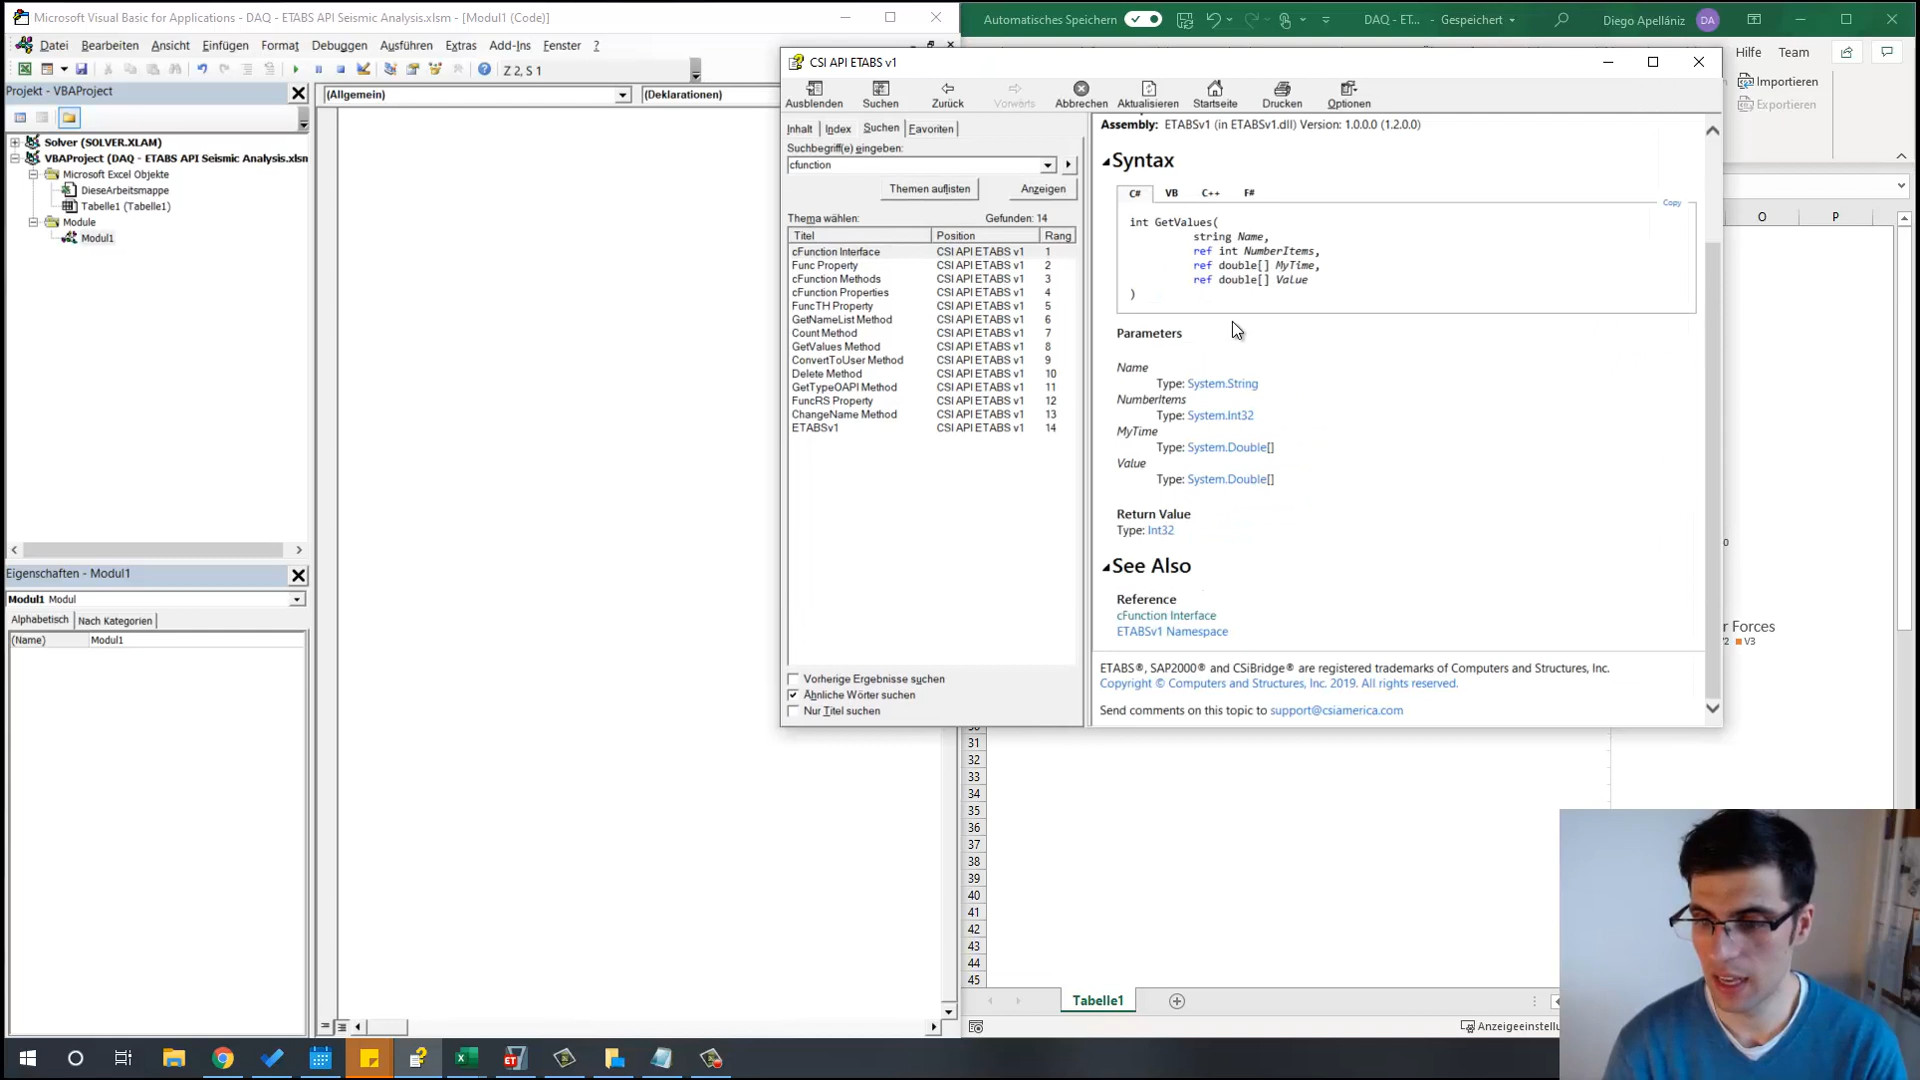 Microsoft Visual Basic for Applications - DAQ - ETABS API Seismic Analysis.xlsm - [Modul1 (Code)]
Datei Bearbeiten Ansicht Einfügen Format Debuggen Ausführen Extras Add-Ins Fenster ?
Z 2, S 1
Projekt - VBAProject
Solver (SOLVER.XLAM)
VBAProject (DAQ - ETABS API Seismic Analysis.xlsn
Microsoft Excel Objekte
DieseArbeitsmappe
Tabelle1 (Tabelle1)
Module
Modul1
Eigenschaften - Modul1
Modul1 Modul
Alphabetisch Nach Kategorien
(Name) Modul1
(Allgemein) (Deklarationen)
Automatisches Speichern DAQ - ET... - Gespeichert Diego Apellániz DA
Hilfe Team
Importieren
Exportieren
CSI API ETABS v1
Ausblenden Suchen Zurück Vorwärts Abbrechen Aktualisieren Startseite Drucken Optionen
Inhalt Index Suchen Favoriten
Suchbegriff(e) eingeben:
cfunction
Themen auflisten Anzeigen
Thema wählen: Gefunden: 14
Titel Position Rang
cFunction Interface CSI API ETABS v1 1
Func Property CSI API ETABS v1 2
cFunction Methods CSI API ETABS v1 3
cFunction Properties CSI API ETABS v1 4
FuncTH Property CSI API ETABS v1 5
GetNameList Method CSI API ETABS v1 6
Count Method CSI API ETABS v1 7
GetValues Method CSI API ETABS v1 8
ConvertToUser Method CSI API ETABS v1 9
Delete Method CSI API ETABS v1 10
GetTypeOAPI Method CSI API ETABS v1 11
FuncRS Property CSI API ETABS v1 12
ChangeName Method CSI API ETABS v1 13
ETABSv1 CSI API ETABS v1 14
Vorherige Ergebnisse suchen
Ähnliche Wörter suchen
Nur Titel suchen
Assembly: ETABSv1 (in ETABSv1.dll) Version: 1.0.0.0 (1.2.0.0)
Syntax
C# VB C++ F#
Copy
int GetValues(
string Name,
ref int NumberItems,
ref double[] MyTime,
ref double[] Value
)
Parameters
Name
Type: System.String
NumberItems
Type: System.Int32
MyTime
Type: System.Double[]
Value
Type: System.Double[]
Return Value
Type: Int32
See Also
Reference
cFunction Interface
ETABSv1 Namespace
ETABS®, SAP2000® and CSiBridge® are registered trademarks of Computers and Structures, Inc.
Copyright © Computers and Structures, Inc. 2019. All rights reserved.
Send comments on this topic to support@csiamerica.com
O P
r Forces
V3
31
32
33
34
35
36
37
38
39
40
41
42
43
44
45
Tabelle1
Anzeigeeinstellu
ET